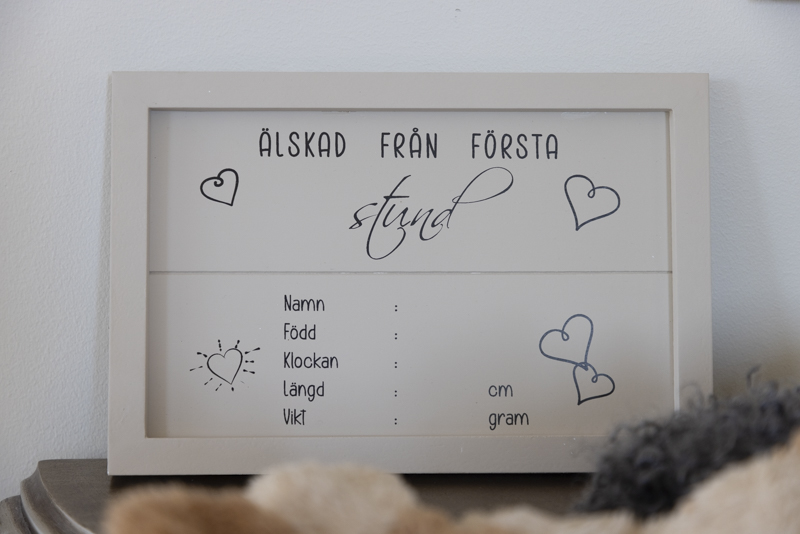 ÄLSKAD FRÅN FÖRSTA
stund
Namn :
Född :
Klockan :
Längd : cm
Vikt : gram